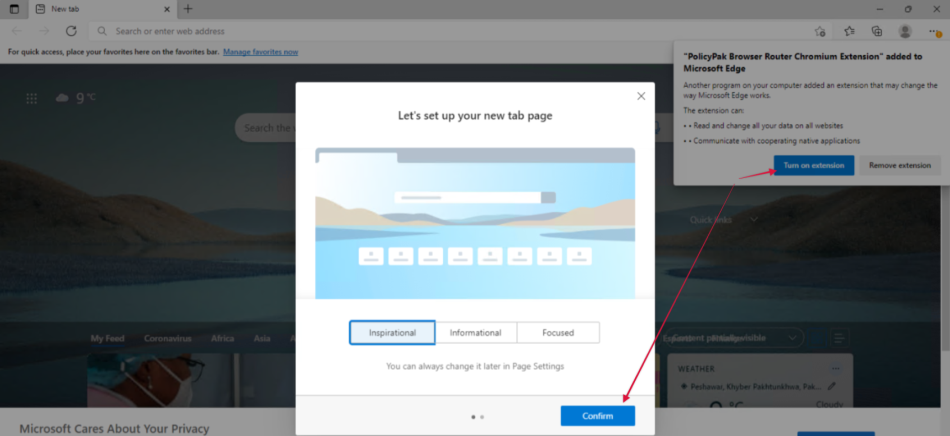 New tab
Search or enter web address
For quick access, place your favorites here on the favorites bar. Manage favorites now
"PolicyPak Browser Router Chromium Extension" added to
Microsoft Edge
Another program on your computer added an extension that may change the
way Microsoft Edge works.
The extension can:
• • Read and change all your data on all websites
• • Communicate with cooperating native applications
Turn on extension Remove extension
9 °C
Search the
Let's set up your new tab page
Quick links
Inspirational Informational Focused
You can always change it later in Page Settings
Confirm
My Feed Coronavirus Africa Asia A
Content partially visible
WEATHER
Peshawar, Khyber Pakhtunkhwa, Pak...
°C Cloudy
Microsoft Cares About Your Privacy